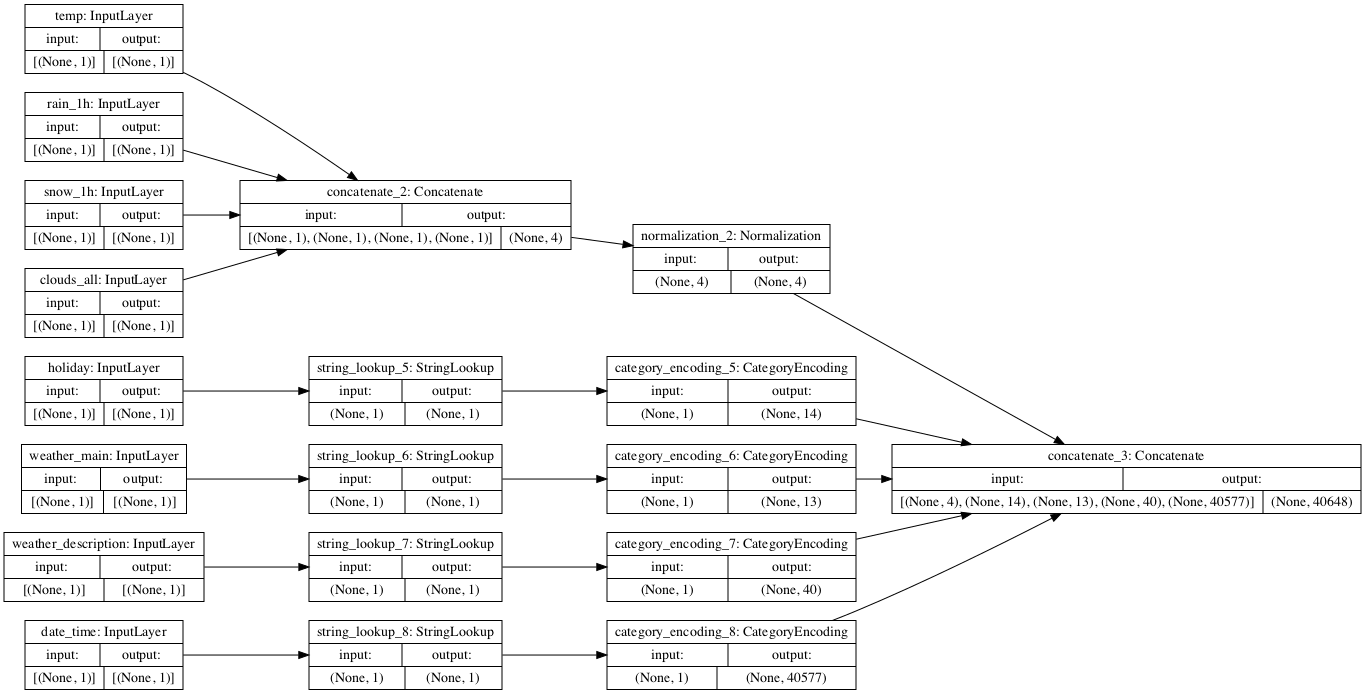 temp: InputLayer
input: output:
[(None, 1)] [(None, 1)]
rain_1h: InputLayer
input: output:
[(None, 1)] [(None, 1)]
snow_1h: InputLayer
input: output:
[(None, 1)] [(None, 1)]
clouds_all: InputLayer
input: output:
[(None, 1)] [(None, 1)]
concatenate_2: Concatenate
input: output:
[(None, 1), (None, 1), (None, 1), (None, 1)] (None, 4)
normalization_2: Normalization
input: output:
(None, 4) (None, 4)
holiday: InputLayer
input: output:
[(None, 1)] [(None, 1)]
string_lookup_5: StringLookup
input: output:
(None, 1) (None, 1)
category_encoding_5: CategoryEncoding
input: output:
(None, 1) (None, 14)
weather_main: InputLayer
input: output:
[(None, 1)] [(None, 1)]
string_lookup_6: StringLookup
input: output:
(None, 1) (None, 1)
category_encoding_6: CategoryEncoding
input: output:
(None, 1) (None, 13)
concatenate_3: Concatenate
input: output:
[(None, 4), (None, 14), (None, 13), (None, 40), (None, 40577)] (None, 40648)
weather_description: InputLayer
input: output:
[(None, 1)] [(None, 1)]
string_lookup_7: StringLookup
input: output:
(None, 1) (None, 1)
category_encoding_7: CategoryEncoding
input: output:
(None, 1) (None, 40)
date_time: InputLayer
input: output:
[(None, 1)] [(None, 1)]
string_lookup_8: StringLookup
input: output:
(None, 1) (None, 1)
category_encoding_8: CategoryEncoding
input: output:
(None, 1) (None, 40577)